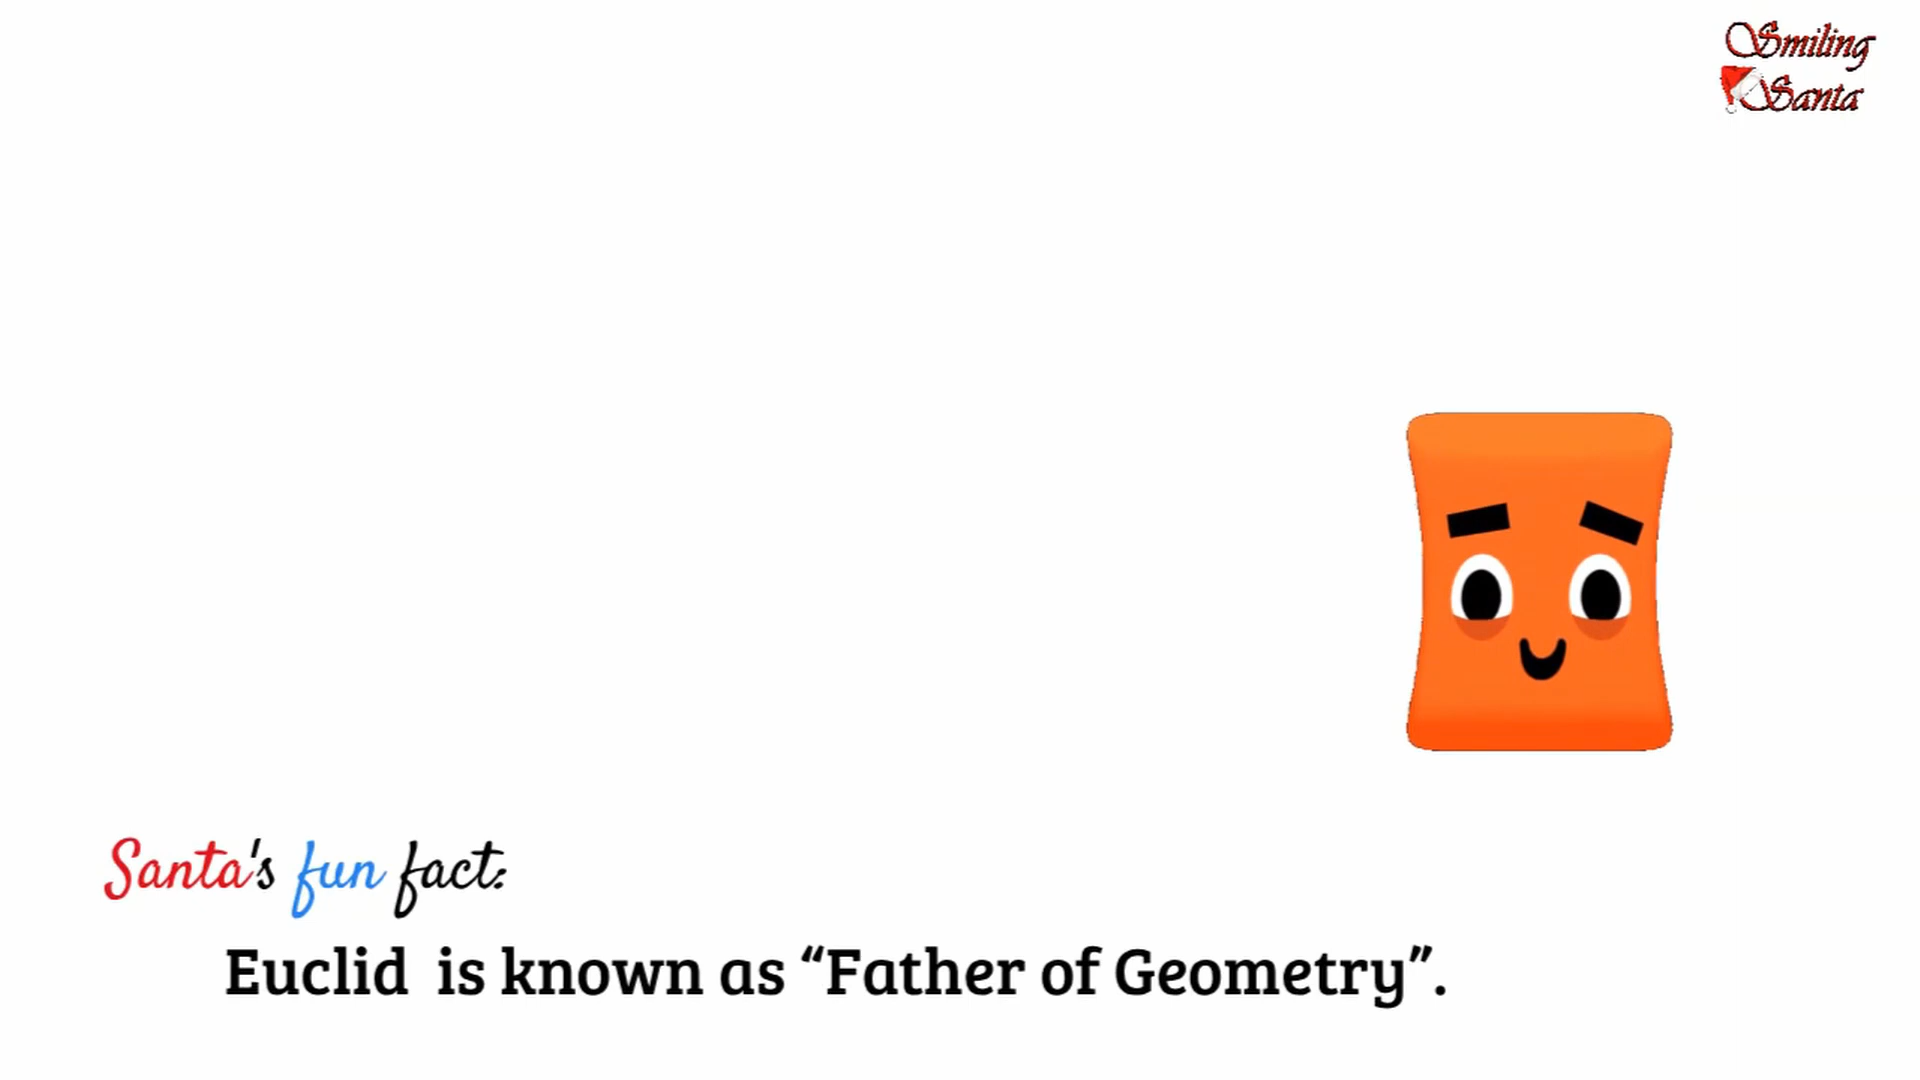 Smiling
Santa
Santa's fun fact:
Euclid is known as “Father of Geometry”.